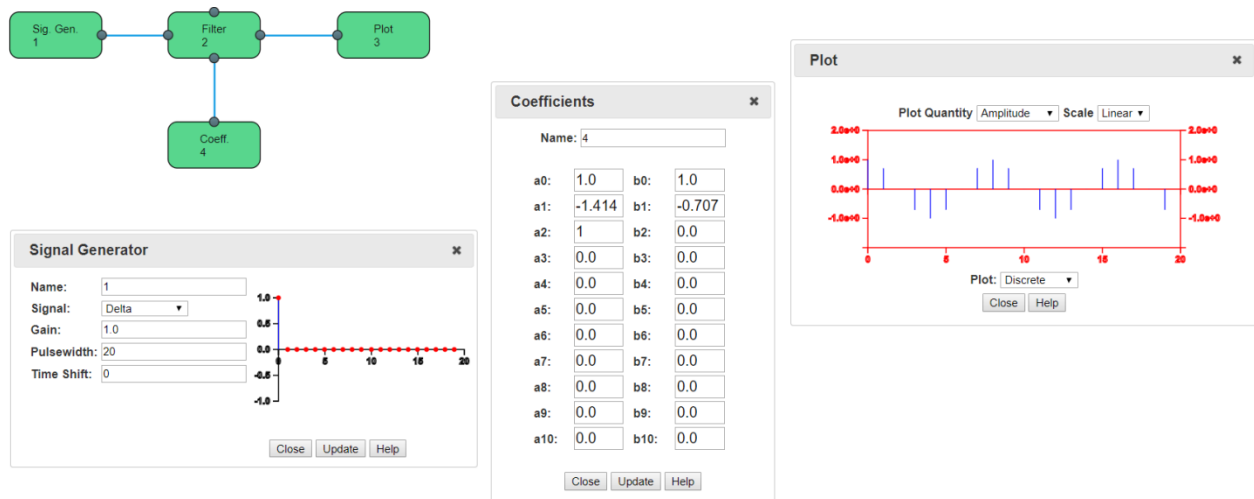 Sig. Gen.
1
Filter
2
Plot
3
Coeff.
4
Signal Generator ✖
Name: 1
Signal: Delta ▼
Gain: 1.0
Pulsewidth: 20
Time Shift: 0
1.0
0.5
0.0
-0.5
-1.0
0 5 10 15 20
Close Update Help
Coefficients ✖
Name: 4
a0: 1.0 b0: 1.0
a1: -1.414 b1: -0.707
a2: 1 b2: 0.0
a3: 0.0 b3: 0.0
a4: 0.0 b4: 0.0
a5: 0.0 b5: 0.0
a6: 0.0 b6: 0.0
a7: 0.0 b7: 0.0
a8: 0.0 b8: 0.0
a9: 0.0 b9: 0.0
a10: 0.0 b10: 0.0
Close Update Help
Plot ✖
Plot Quantity Amplitude ▼ Scale Linear ▼
2.0e+0 2.0e+0
1.0e+0 1.0e+0
0.0e+0 0.0e+0
-1.0e+0 -1.0e+0
0 5 10 15 20
Plot: Discrete ▼
Close Help